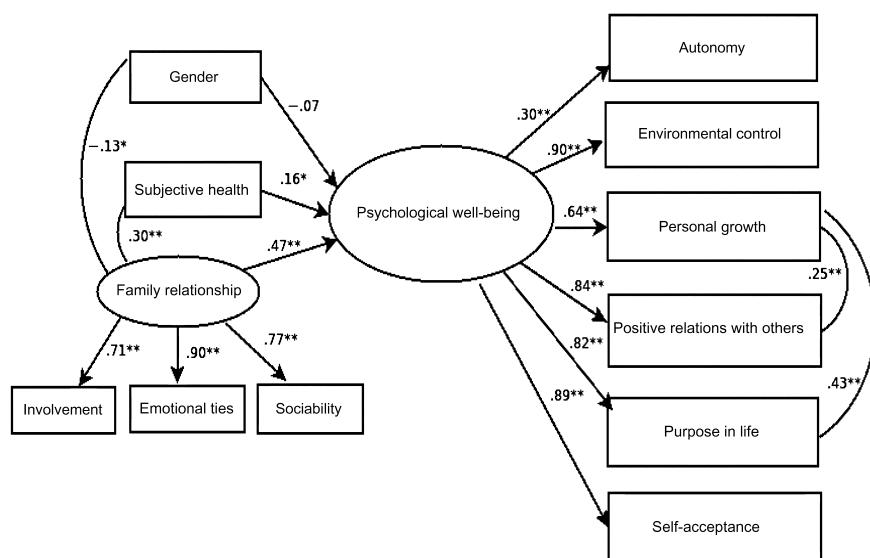 Gender
Subjective health
Family relationship
Involvement
Emotional ties
Sociability
Psychological well-being
Autonomy
Environmental control
Personal growth
Positive relations with others
Purpose in life
Self-acceptance
−.07
−.13*
.16*
.30**
.47**
.71**
.90**
.77**
.30**
.90**
.64**
.84**
.82**
.89**
.25**
.43**